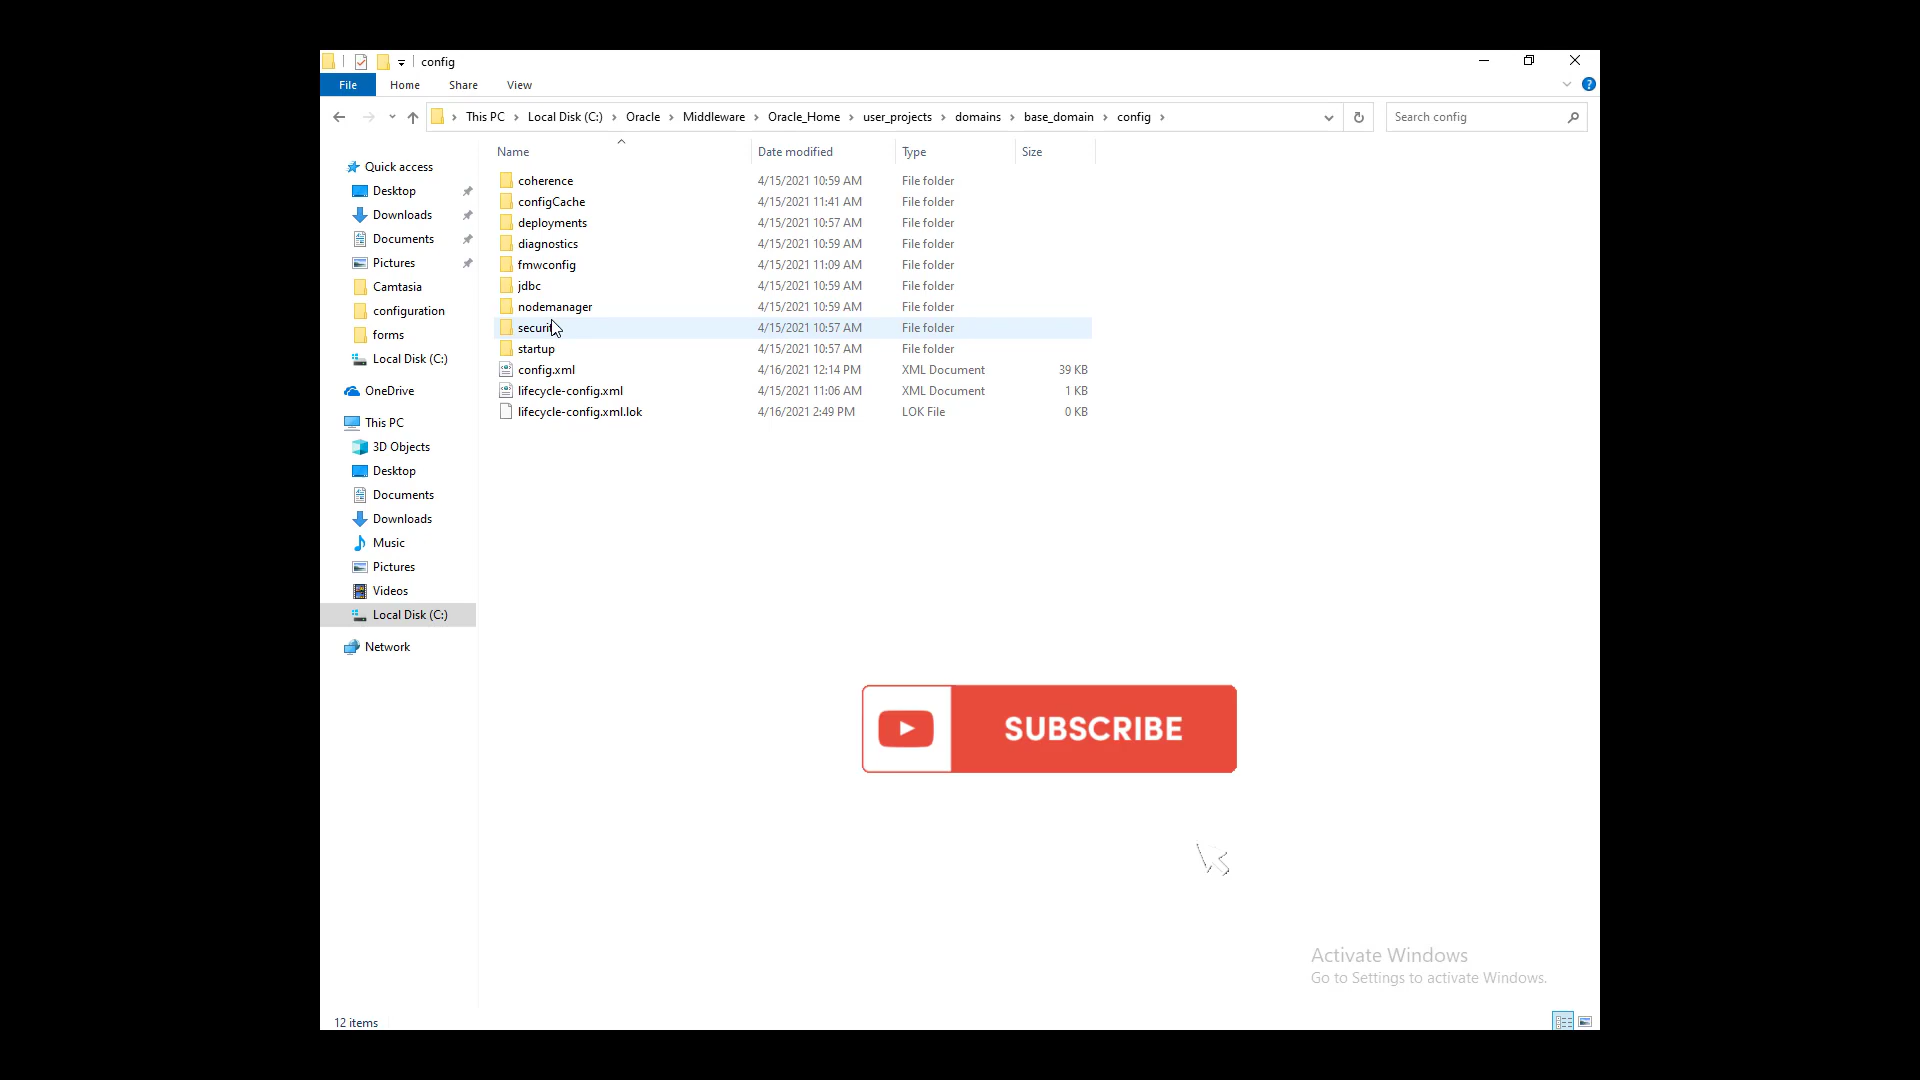 config
File Home Share View
This PC Local Disk (C:) Oracle Middleware Oracle_Home user_projects domains base_domain config
Search config
Name Date modified Type Size
Quick access
Desktop
Downloads
Documents
Pictures
Camtasia
configuration
forms
Local Disk (C:)
OneDrive
This PC
3D Objects
Desktop
Documents
Downloads
Music
Pictures
Videos
Local Disk (C:)
Network
coherence 4/15/2021 10:59 AM File folder
configCache 4/15/2021 11:41 AM File folder
deployments 4/15/2021 10:57 AM File folder
diagnostics 4/15/2021 10:59 AM File folder
fmwconfig 4/15/2021 11:09 AM File folder
jdbc 4/15/2021 10:59 AM File folder
nodemanager 4/15/2021 10:59 AM File folder
4/15/2021 10:57 AM File folder
startup 4/15/2021 10:57 AM File folder
config.xml 4/16/2021 12:14 PM XML Document 39 KB
lifecycle-config.xml 4/15/2021 11:06 AM XML Document 1 KB
lifecycle-config.xml.lok 4/16/2021 2:49 PM LOK File 0 KB
SUBSCRIBE
Activate Windows
Go to Settings to activate Windows.
12 items